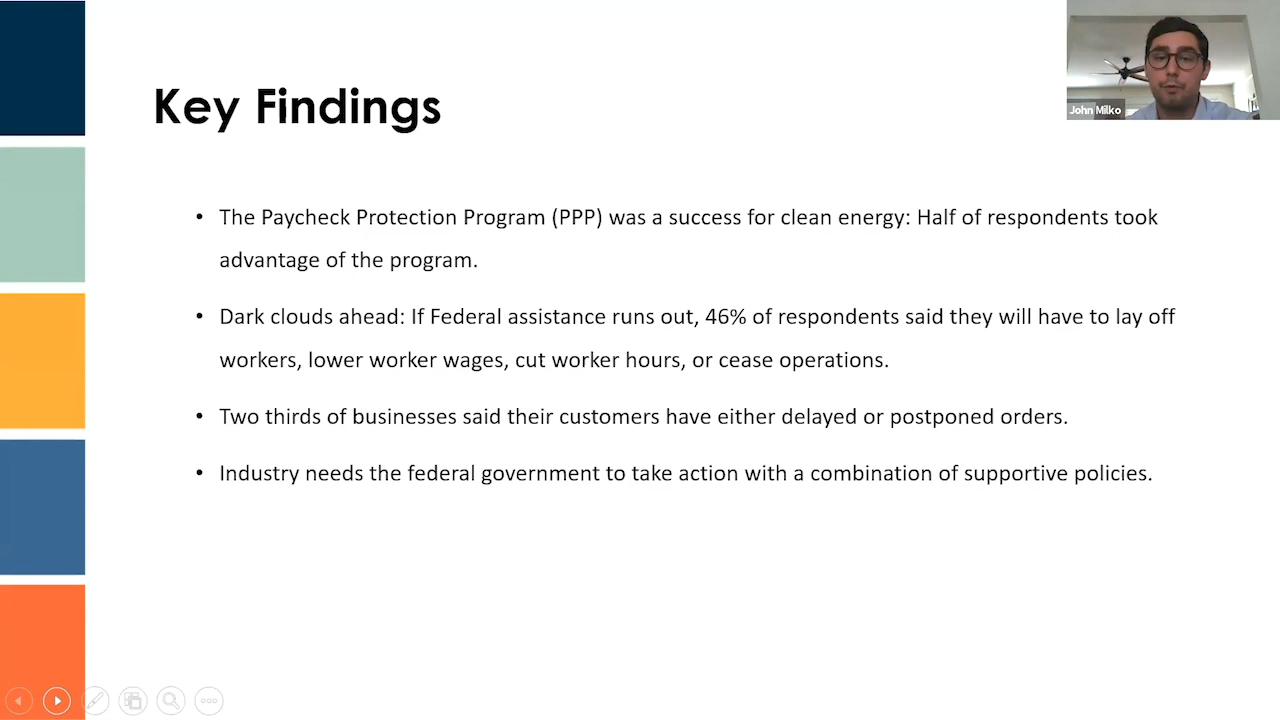 Key Findings
John Milko
• The Paycheck Protection Program (PPP) was a success for clean energy: Half of respondents took
advantage of the program.
• Dark clouds ahead: If Federal assistance runs out, 46% of respondents said they will have to lay off
workers, lower worker wages, cut worker hours, or cease operations.
• Two thirds of businesses said their customers have either delayed or postponed orders.
• Industry needs the federal government to take action with a combination of supportive policies.